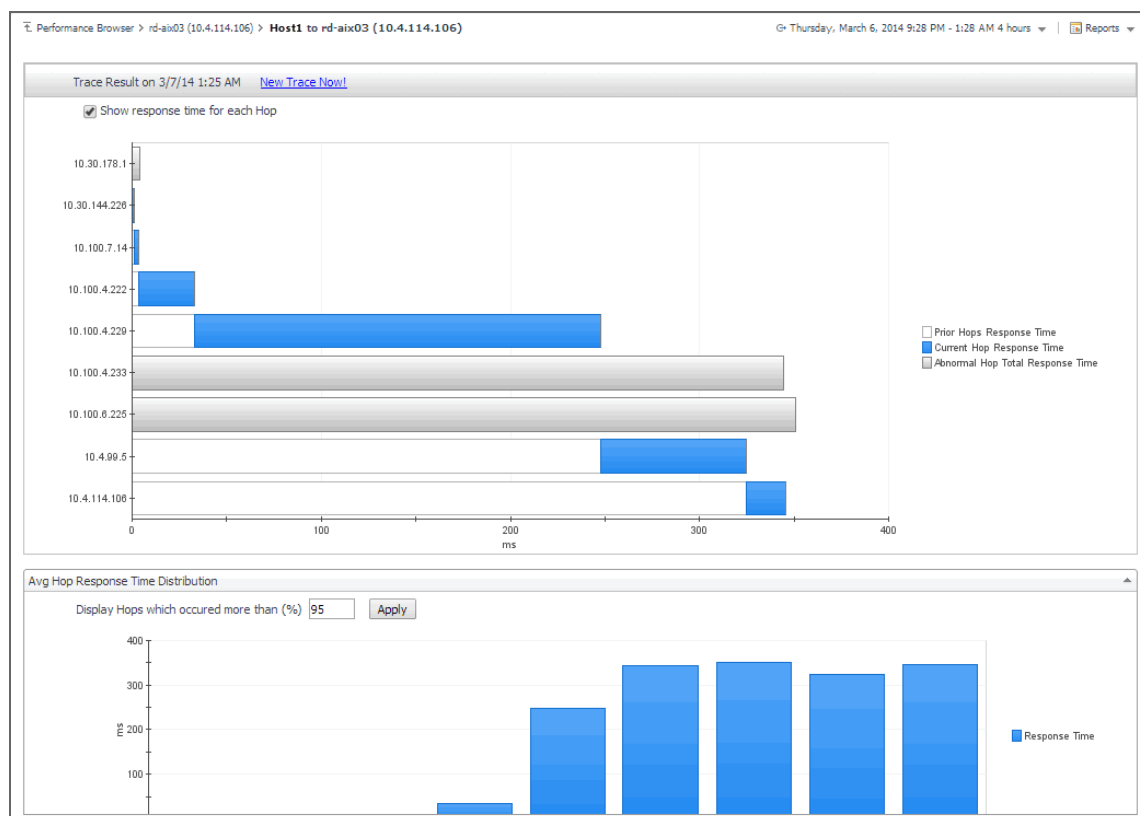 Performance Browser > rd-aix03 (10.4.114.106) > Host1 to rd-aix03 (10.4.114.106)
Thursday, March 6, 2014 9:28 PM - 1:28 AM 4 hours
Reports
Trace Result on 3/7/14 1:25 AM New Trace Now!
Show response time for each Hop
10.30.178.1
10.30.144.226
10.100.7.14
10.100.4.222
10.100.4.229
10.100.4.233
10.100.6.225
10.4.99.5
10.4.114.106
0 100 200 300 400
ms
Prior Hops Response Time
Current Hop Response Time
Abnormal Hop Total Response Time
Avg Hop Response Time Distribution
Display Hops which occured more than (%) 95 Apply
400
300
200
100
ms
Response Time